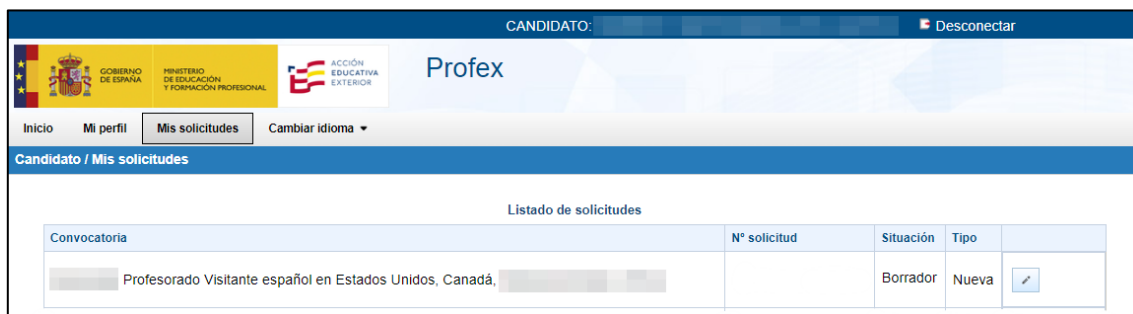 CANDIDATO: Desconectar
GOBIERNO
DE ESPAÑA
MINISTERIO
DE EDUCACIÓN
Y FORMACIÓN PROFESIONAL
ACCIÓN
EDUCATIVA
EXTERIOR
Profex
Inicio Mi perfil Mis solicitudes Cambiar idioma
Candidato / Mis solicitudes
Listado de solicitudes
Convocatoria Nº solicitud Situación Tipo
Profesorado Visitante español en Estados Unidos, Canadá, Borrador Nueva